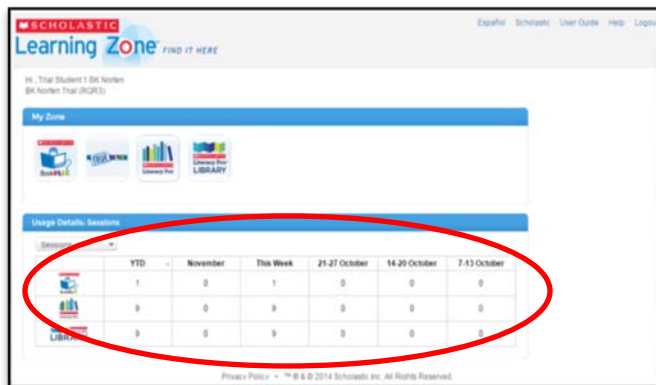 SCHOLASTIC
Learning Zone FIND IT HERE
Español Scholastic User Guide Help Logout
Hi , Trial Student 1 BK Norten
BK Norten Trial (RQR3)
My Zone
SCHOLASTIC
Literacy Pro
Literacy Pro
LIBRARY
Usage Details: Sessions
Sessions
YTD November This Week 21-27 October 14-20 October 7-13 October
1 0 1 0 0 0
9 0 9 0 0 0
LIBRARY 9 0 9 0 0 0
Privacy Policy • ™ ® & © 2014 Scholastic Inc. All Rights Reserved.